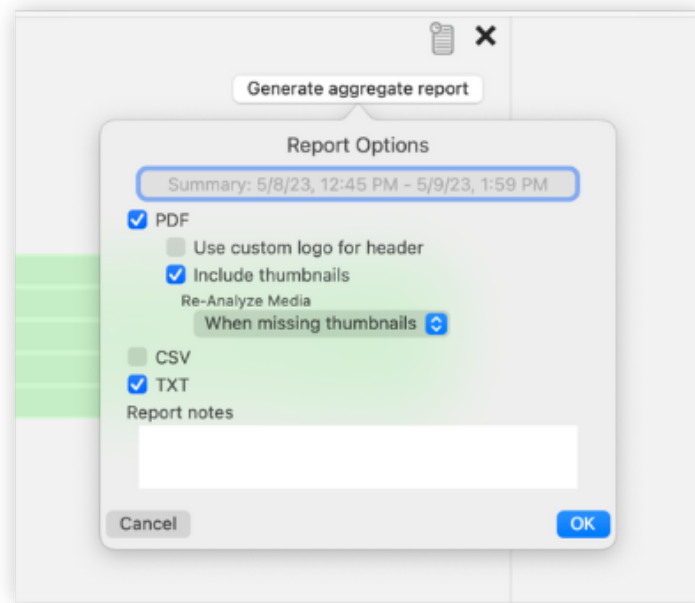 Generate aggregate report
Report Options
Summary: 5/8/23, 12:45 PM - 5/9/23, 1:59 PM
PDF
Use custom logo for header
Include thumbnails
Re-Analyze Media
When missing thumbnails
CSV
TXT
Report notes
Cancel
OK